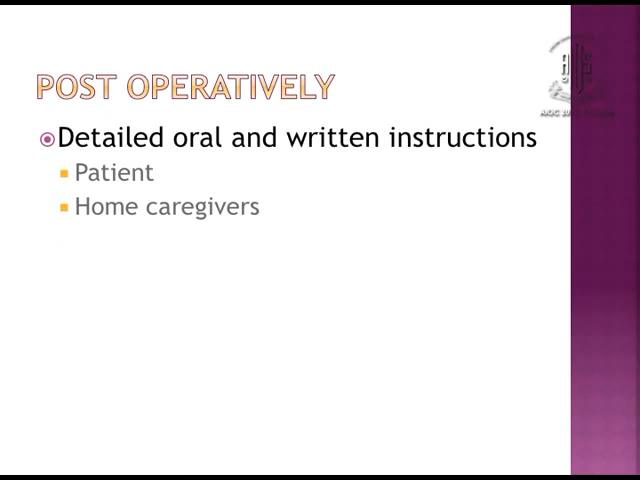 POST OPERATIVELY
Detailed oral and written instructions
Patient
Home caregivers